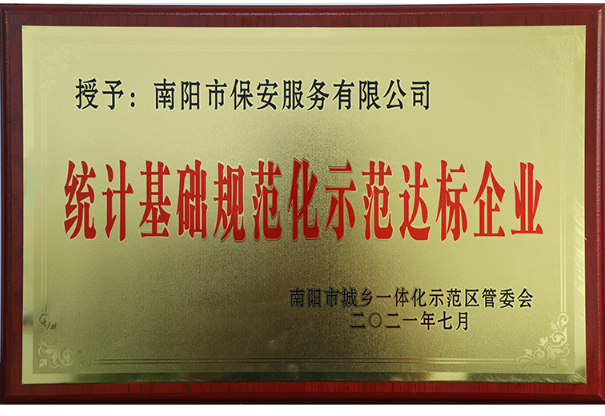 授予：南阳市保安服务有限公司
统计基础规范化示范达标企业
南阳市城乡一体化示范区管委会
二〇二一年七月